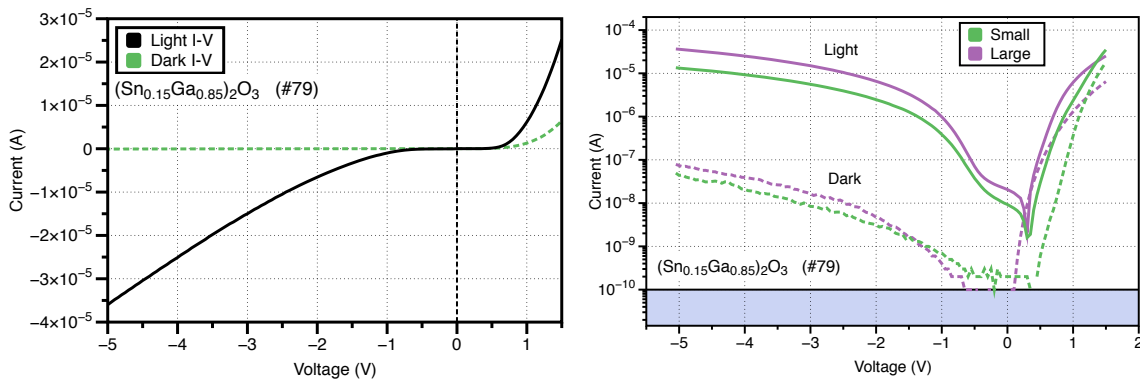 3×10⁻⁵
2×10⁻⁵
1×10⁻⁵
0
−1×10⁻⁵
−2×10⁻⁵
−3×10⁻⁵
−4×10⁻⁵
Current (A)
Light I-V
Dark I-V
(Sn₀.₁₅Ga₀.₈₅)₂O₃ (#79)
−5 −4 −3 −2 −1 0 1
Voltage (V)
10⁻⁴
10⁻⁵
10⁻⁶
10⁻⁷
10⁻⁸
10⁻⁹
10⁻¹⁰
Current (A)
Small
Large
Light
Dark
(Sn₀.₁₅Ga₀.₈₅)₂O₃ (#79)
−5 −4 −3 −2 −1 0 1 2
Voltage (V)